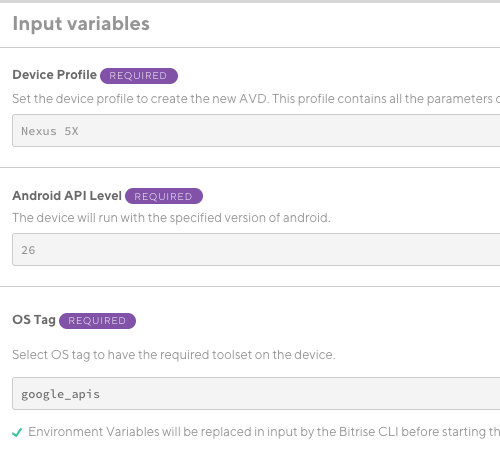 Input variables
Device Profile REQUIRED
Set the device profile to create the new AVD. This profile contains all the parameters
Nexus 5X
Android API Level REQUIRED
The device will run with the specified version of android.
26
OS Tag REQUIRED
Select OS tag to have the required toolset on the device.
google_apis
Environment Variables will be replaced in input by the Bitrise CLI before starting th